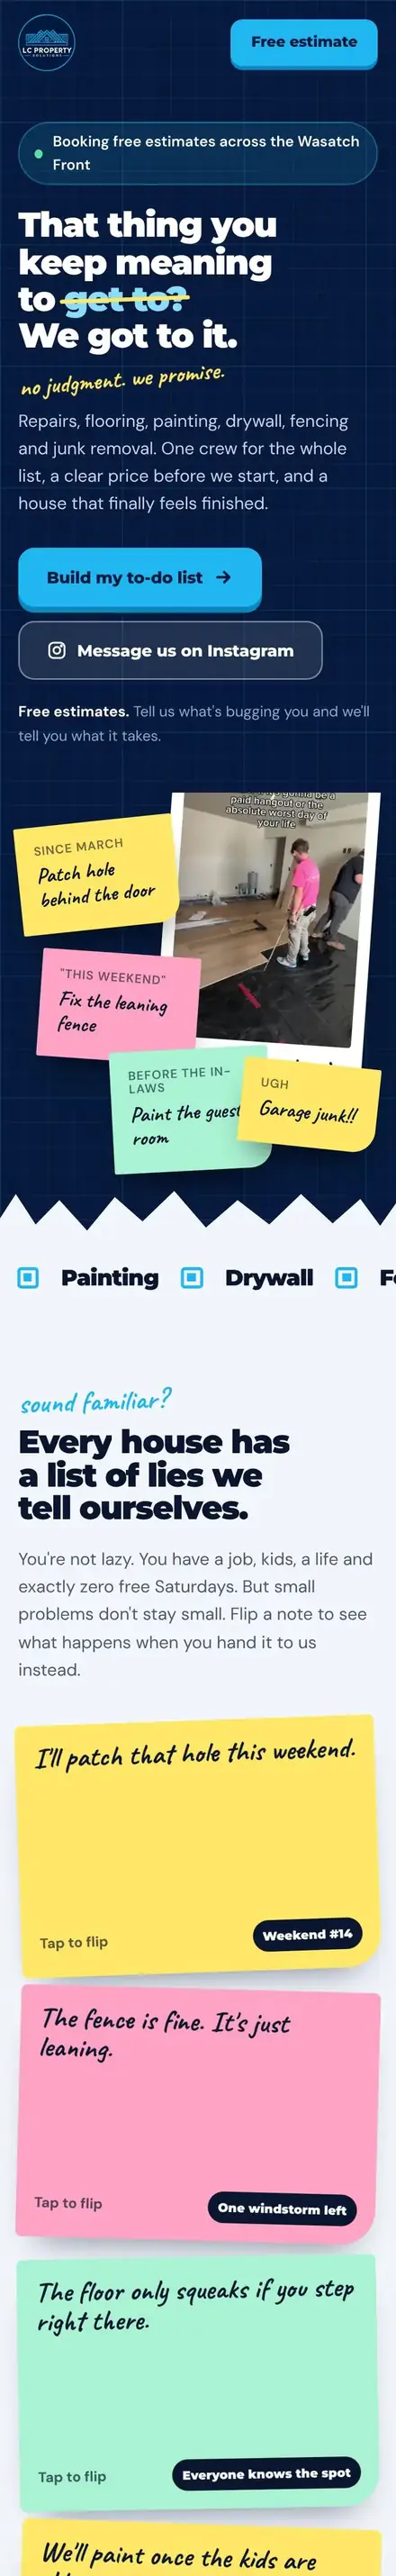 LC PROPERTY
SOLUTIONS
Free estimate
Booking free estimates across the Wasatch
Front
That thing you
keep meaning
to get to?
We got to it.
no judgment. we promise.
Repairs, flooring, painting, drywall, fencing
and junk removal. One crew for the whole
list, a clear price before we start, and a
house that finally feels finished.
Build my to-do list →
Message us on Instagram
Free estimates. Tell us what's bugging you and we'll
tell you what it takes.
paid hangout or the
absolute worst day of
your life
SINCE MARCH
Patch hole
behind the door
"THIS WEEKEND"
Fix the leaning
fence
BEFORE THE IN-
LAWS
Paint the guest
room
UGH
Garage junk!!
Painting
Drywall
Every house has
sound familiar?
a list of lies we
tell ourselves.
You're not lazy. You have a job, kids, a life and
exactly zero free Saturdays. But small
problems don't stay small. Flip a note to see
what happens when you hand it to us
instead.
I'll patch that hole this weekend.
Tap to flip
Weekend #14
The fence is fine. It's just
leaning.
Tap to flip
One windstorm left
The floor only squeaks if you step
right there.
Tap to flip
Everyone knows the spot
We'll paint once the kids are